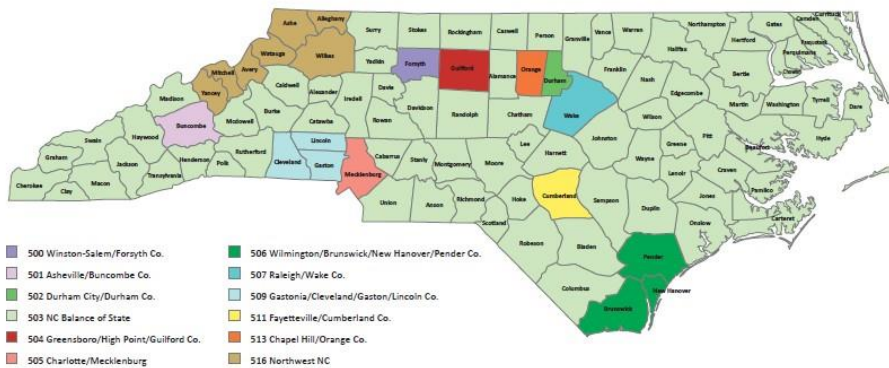 Ashe
Alleghany
Surry
Stokes
Rockingham
Caswell
Person
Granville
Vance
Warren
Northampton
Gates
Camden
Currituck
Hertford
Halifax
Pasquotank
Perquimans
Watauga
Wilkes
Yadkin
Forsyth
Guilford
Alamance
Orange
Durham
Franklin
Nash
Bertle
Mitchell
Avery
Caldwell
Alexander
Iredell
Davie
Edgecombe
Martin
Washington
Tyrrell
Dare
Madison
Yancey
Burke
Davidson
Randolph
Chatham
Wake
Wilson
Buncombe
Mcdowell
Catawba
Rowan
Pitt
Hyde
Haywood
Swain
Lincoln
Lee
Johnston
Greene
Beaufort
Graham
Jackson
Henderson
Polk
Rutherford
Cleveland
Gaston
Cabarrus
Stanly
Montgomery
Moore
Harnett
Wayne
Lenoir
Craven
Cherokee
Clay
Macon
Transylvania
Mecklenburg
Pamlico
Union
Anson
Richmond
Hoke
Cumberland
Sampson
Duplin
Jones
Scotland
Onslow
Carteret
Robeson
Bladen
Pender
Columbus
New Hanover
Brunswick
500 Winston-Salem/Forsyth Co.
501 Asheville/Buncombe Co.
502 Durham City/Durham Co.
503 NC Balance of State
504 Greensboro/High Point/Guilford Co.
505 Charlotte/Mecklenburg
506 Wilmington/Brunswick/New Hanover/Pender Co.
507 Raleigh/Wake Co.
509 Gastonia/Cleveland/Gaston/Lincoln Co.
511 Fayetteville/Cumberland Co.
513 Chapel Hill/Orange Co.
516 Northwest NC